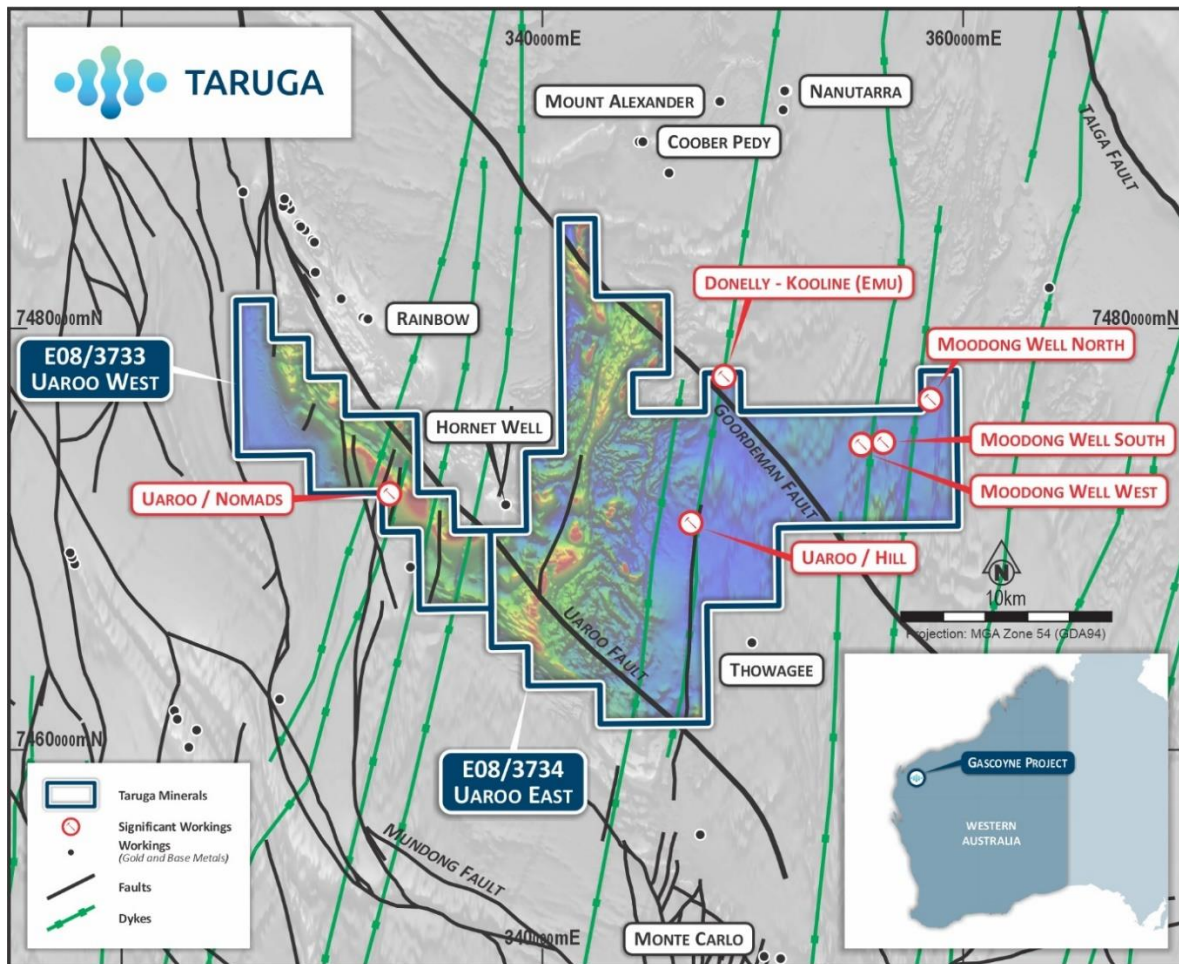 TARUGA
340000mE
360000mE
MOUNT ALEXANDER
NANUTARRA
COOBER PEDY
TALGA FAULT
DONELLY - KOOLINE (EMU)
7480000mN
7480000mN
RAINBOW
MOODONG WELL NORTH
E08/3733
UAROO WEST
HORNET WELL
GOORDEMAN FAULT
MOODONG WELL SOUTH
UAROO / NOMADS
MOODONG WELL WEST
UAROO / HILL
N
10km
Projection: MGA Zone 54 (GDA94)
UAROO FAULT
THOWAGEE
7460000mN
E08/3734
UAROO EAST
GASCOYNE PROJECT
WESTERN
AUSTRALIA
Taruga Minerals
Significant Workings
Workings
(Gold and Base Metals)
Faults
Dykes
MUNDONG FAULT
340000mE
MONTE CARLO